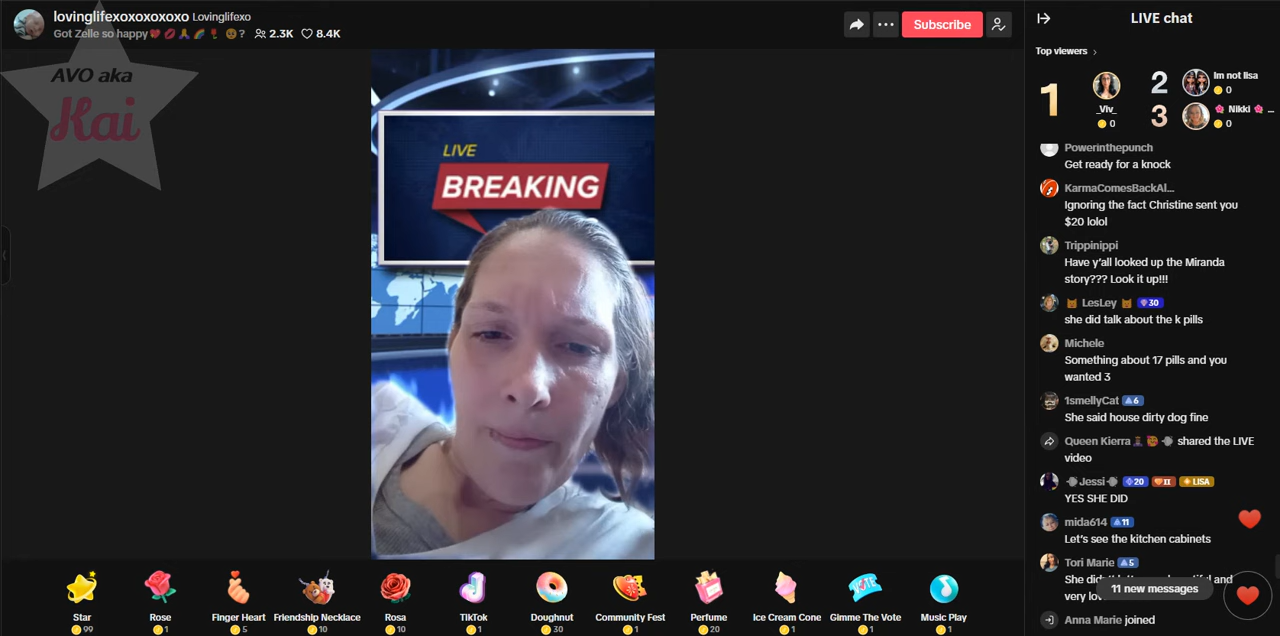 lovinglifexoxoxoxoxo Lovinglifexo
Got Zelle so happy ? 2.3K 8.4K
Subscribe
AVO aka
Kai
LIVE
BREAKING
LIVE chat
Top viewers >
1
_Viv_
0
2
Im not lisa
0
3
Nikki ...
0
Powerinthepunch
Get ready for a knock
KarmaComesBackAl...
Ignoring the fact Christine sent you
$20 lolol
Trippinippi
Have y'all looked up the Miranda
story??? Look it up!!!
LesLey 30
she did talk about the k pills
Michele
Something about 17 pills and you
wanted 3
1smellyCat 6
She said house dirty dog fine
Queen Kierra shared the LIVE
video
Jessi 20 II LISA
YES SHE DID
mida614 11
Let's see the kitchen cabinets
Tori Marie 5
and
very
11 new messages
Anna Marie joined
Star
99
Rose
1
Finger Heart
5
Friendship Necklace
10
Rosa
10
TikTok
1
Doughnut
30
Community Fest
1
Perfume
20
Ice Cream Cone
1
VOTE
Gimme The Vote
1
Music Play
1